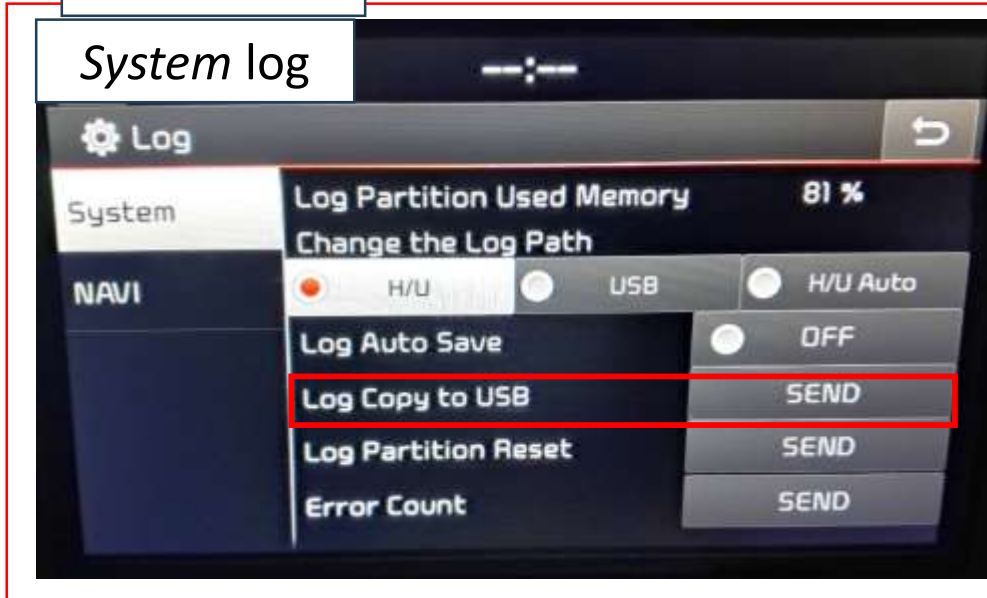 System log
--:--
Log
System
Log Partition Used Memory 81 %
Change the Log Path
NAVI
H/U USB H/U Auto
Log Auto Save OFF
Log Copy to USB SEND
Log Partition Reset SEND
Error Count SEND